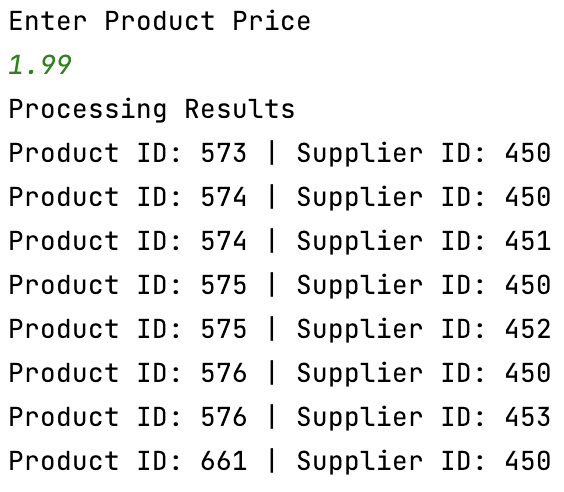 Enter Product Price
1.99
Processing Results
Product ID: 573 | Supplier ID: 450
Product ID: 574 | Supplier ID: 450
Product ID: 574 | Supplier ID: 451
Product ID: 575 | Supplier ID: 450
Product ID: 575 | Supplier ID: 452
Product ID: 576 | Supplier ID: 450
Product ID: 576 | Supplier ID: 453
Product ID: 661 | Supplier ID: 450